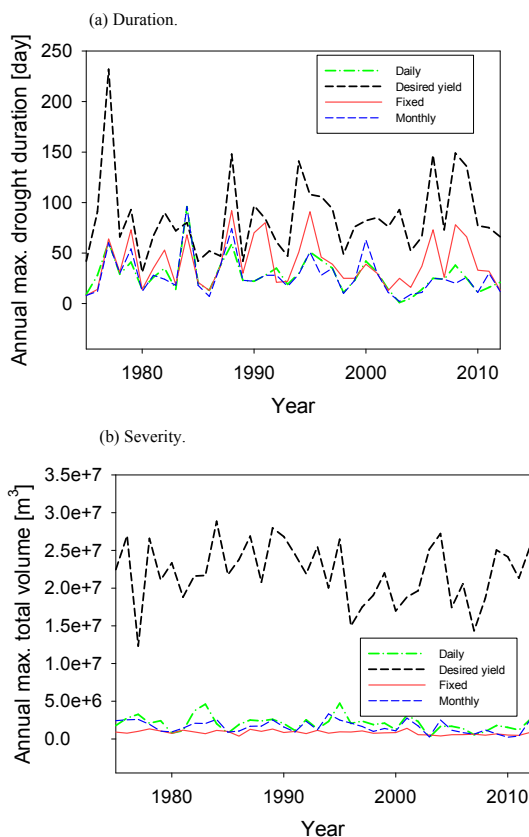 (a) Duration.
Annual max. drought duration [day]
250
200
150
100
50
0
Daily
Desired yield
Fixed
Monthly
1980 1990 2000 2010
Year
(b) Severity.
Annual max. total volume [m³]
3.5e+7
3.0e+7
2.5e+7
2.0e+7
1.5e+7
1.0e+7
5.0e+6
0.0
Daily
Desired yield
Fixed
Monthly
1980 1990 2000 2010
Year